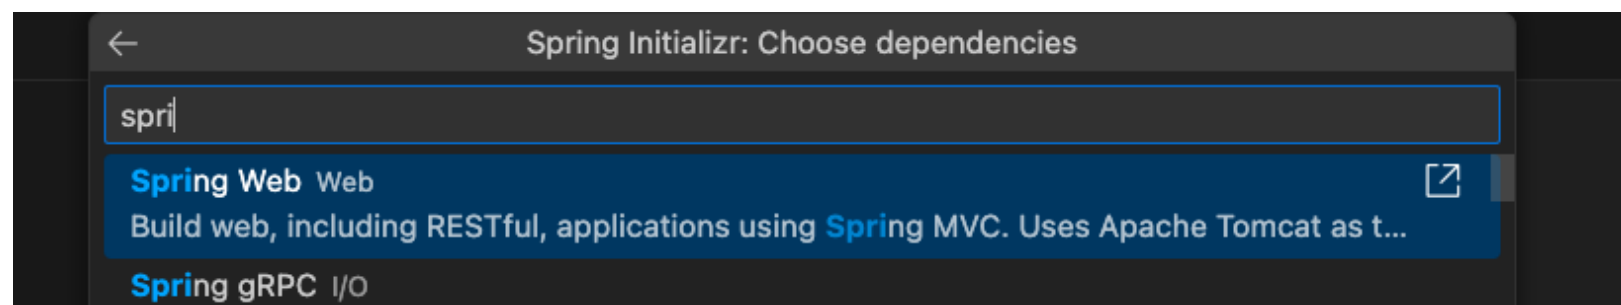 Spring Initializr: Choose dependencies
spri
Spring Web Web
Build web, including RESTful, applications using Spring MVC. Uses Apache Tomcat as t...
Spring gRPC I/O